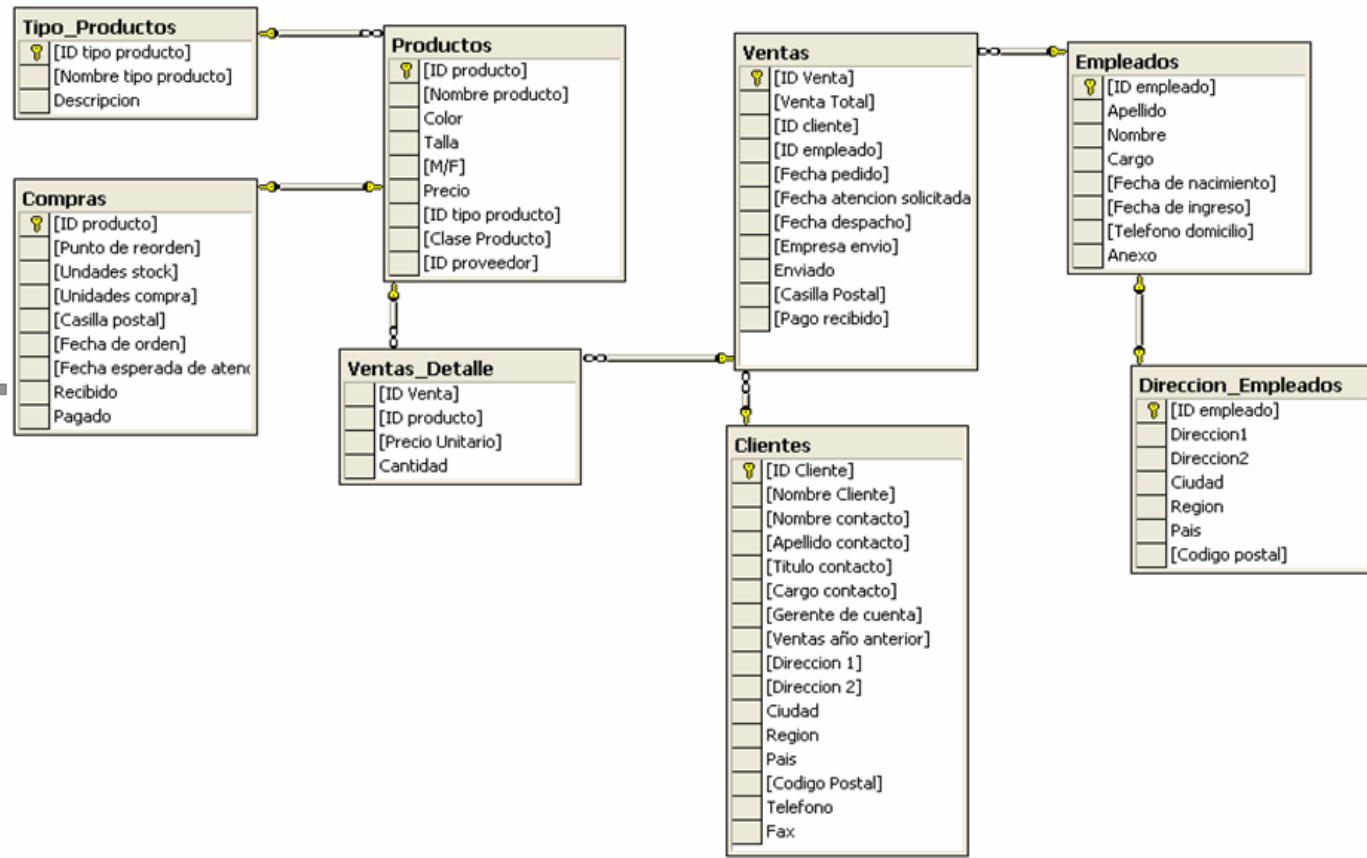 Tipo_Productos
[ID tipo producto]
[Nombre tipo producto]
Descripcion
Productos
[ID producto]
[Nombre producto]
Color
Talla
[M/F]
Precio
[ID tipo producto]
[Clase Producto]
[ID proveedor]
Ventas
[ID Venta]
[Venta Total]
[ID cliente]
[ID empleado]
[Fecha pedido]
[Fecha atencion solicitada
[Fecha despacho]
[Empresa envio]
Enviado
[Casilla Postal]
[Pago recibido]
Empleados
[ID empleado]
Apellido
Nombre
Cargo
[Fecha de nacimiento]
[Fecha de ingreso]
[Telefono domicilio]
Anexo
Compras
[ID producto]
[Punto de reorden]
[Undades stock]
[Unidades compra]
[Casilla postal]
[Fecha de orden]
[Fecha esperada de atenc
Recibido
Pagado
Ventas_Detalle
[ID Venta]
[ID producto]
[Precio Unitario]
Cantidad
Direccion_Empleados
[ID empleado]
Direccion1
Direccion2
Ciudad
Region
Pais
[Codigo postal]
Clientes
[ID Cliente]
[Nombre Cliente]
[Nombre contacto]
[Apellido contacto]
[Titulo contacto]
[Cargo contacto]
[Gerente de cuenta]
[Ventas año anterior]
[Direccion 1]
[Direccion 2]
Ciudad
Region
Pais
[Codigo Postal]
Telefono
Fax